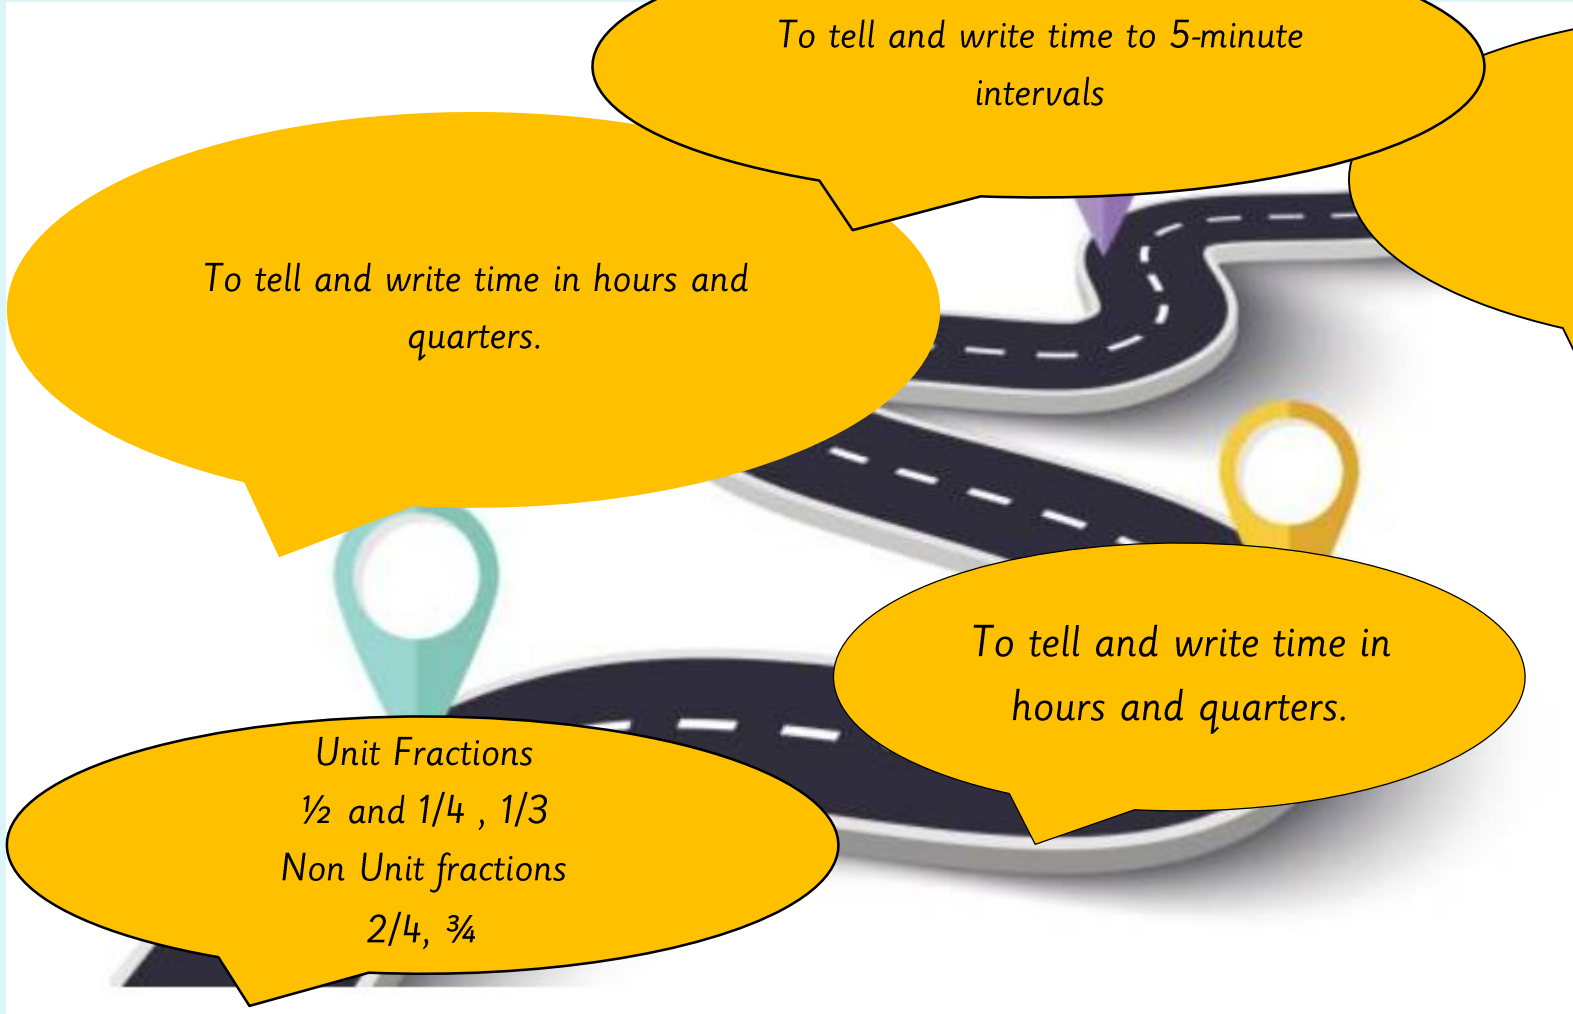 To tell and write time to 5-minute
intervals
To tell and write time in hours and
quarters.
To tell and write time in
hours and quarters.
Unit Fractions
½ and 1/4 , 1/3
Non Unit fractions
2/4, ¾